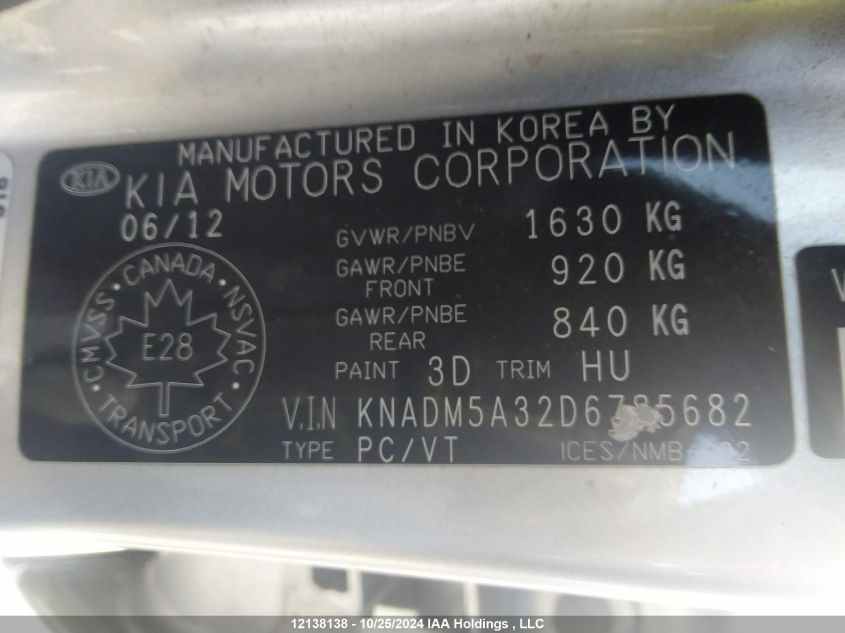 MANUFACTURED IN KOREA BY
KIA
KIA MOTORS CORPORATION
06/12
GVWR/PNBV 1630 KG
GAWR/PNBE FRONT 920 KG
GAWR/PNBE REAR 840 KG
PAINT 3D TRIM HU
CMVSS · CANADA · NSVAC · TRANSPORT ·
E28
V.I.N
TYPE PC/VT
12138138 - 10/25/2024 IAA Holdings , LLC